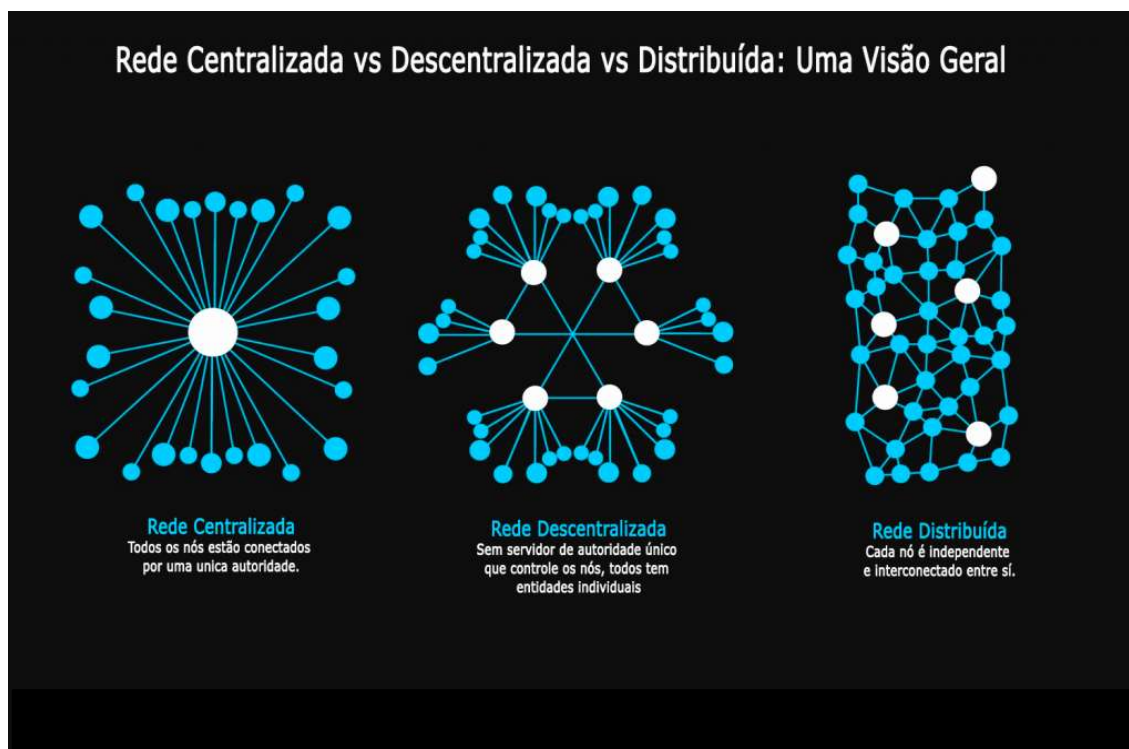 Rede Centralizada vs Descentralizada vs Distribuída: Uma Visão Geral
Rede Centralizada
Todos os nós estão conectados
por uma unica autoridade.
Rede Descentralizada
Sem servidor de autoridade único
que controle os nós, todos tem
entidades individuais
Rede Distribuída
Cada nó é independente
e interconectado entre sí.